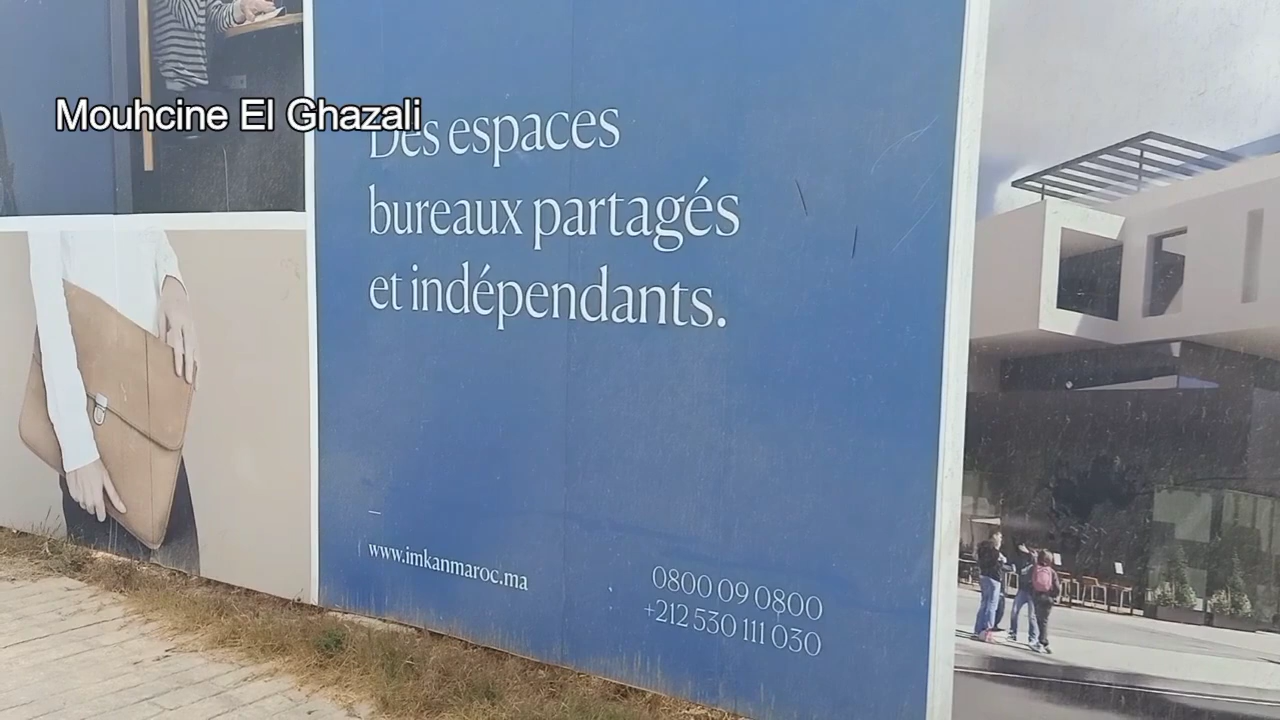 Mouhcine El Ghazali
Des espaces
bureaux partagés
et indépendants.
www.imkanmaroc.ma
0800 09 0800
+212 530 111 030